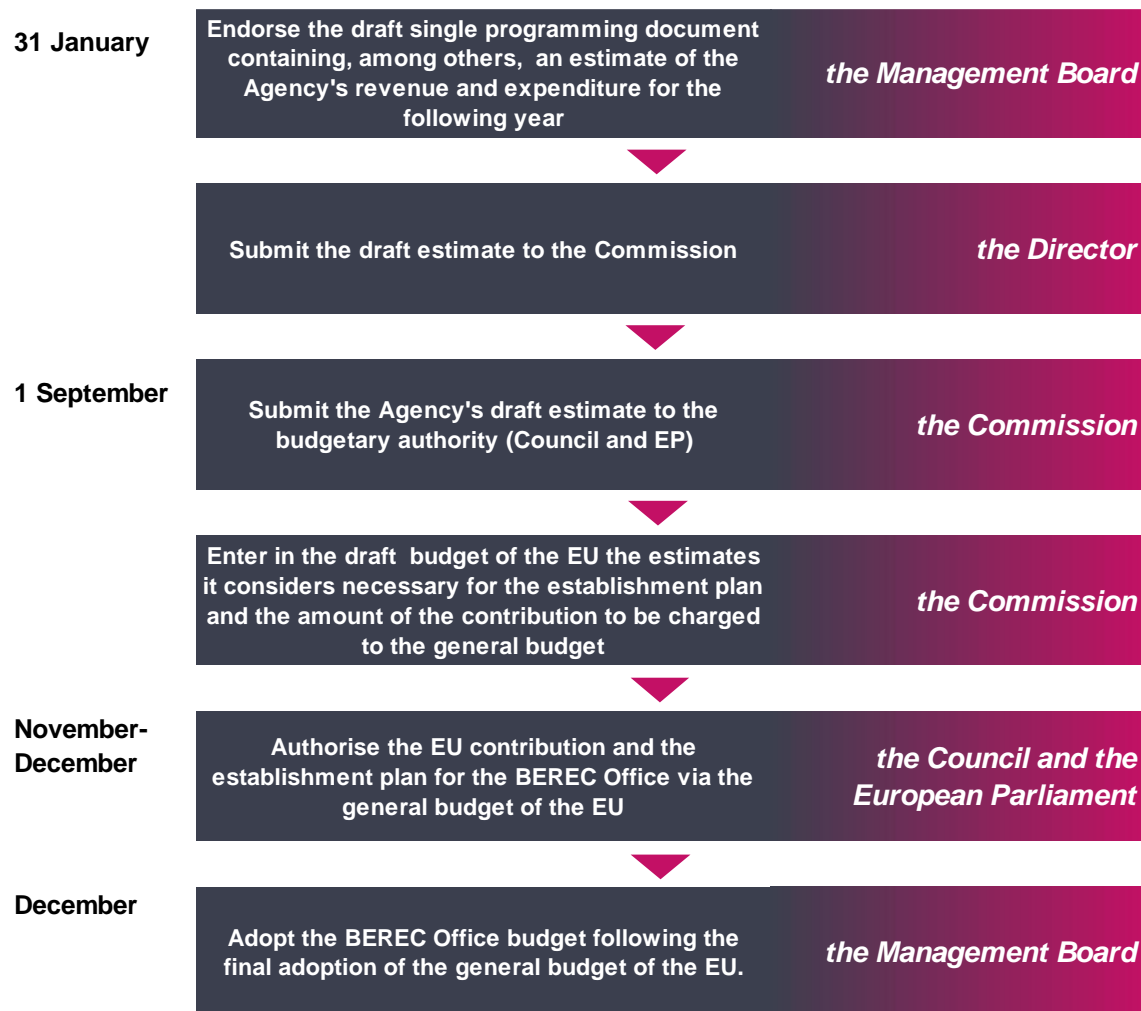 31 January
Endorse the draft single programming document
containing, among others, an estimate of the
Agency's revenue and expenditure for the
following year
the Management Board
Submit the draft estimate to the Commission
the Director
1 September
Submit the Agency's draft estimate to the
budgetary authority (Council and EP)
the Commission
Enter in the draft budget of the EU the estimates
it considers necessary for the establishment plan
and the amount of the contribution to be charged
to the general budget
the Commission
November-
December
Authorise the EU contribution and the
establishment plan for the BEREC Office via the
general budget of the EU
the Council and the
European Parliament
December
Adopt the BEREC Office budget following the
final adoption of the general budget of the EU.
the Management Board